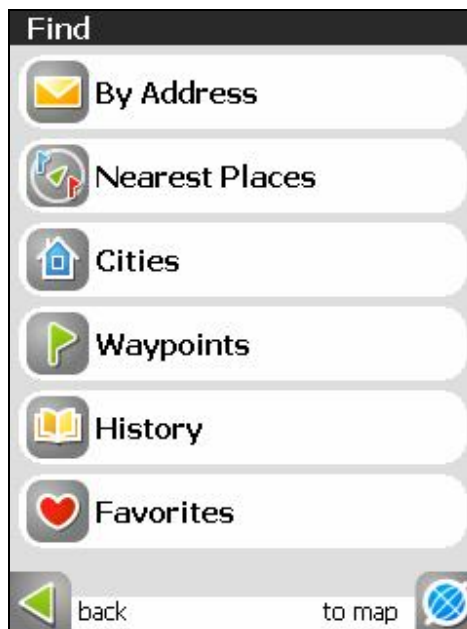 Find
By Address
Nearest Places
Cities
Waypoints
History
Favorites
back to map